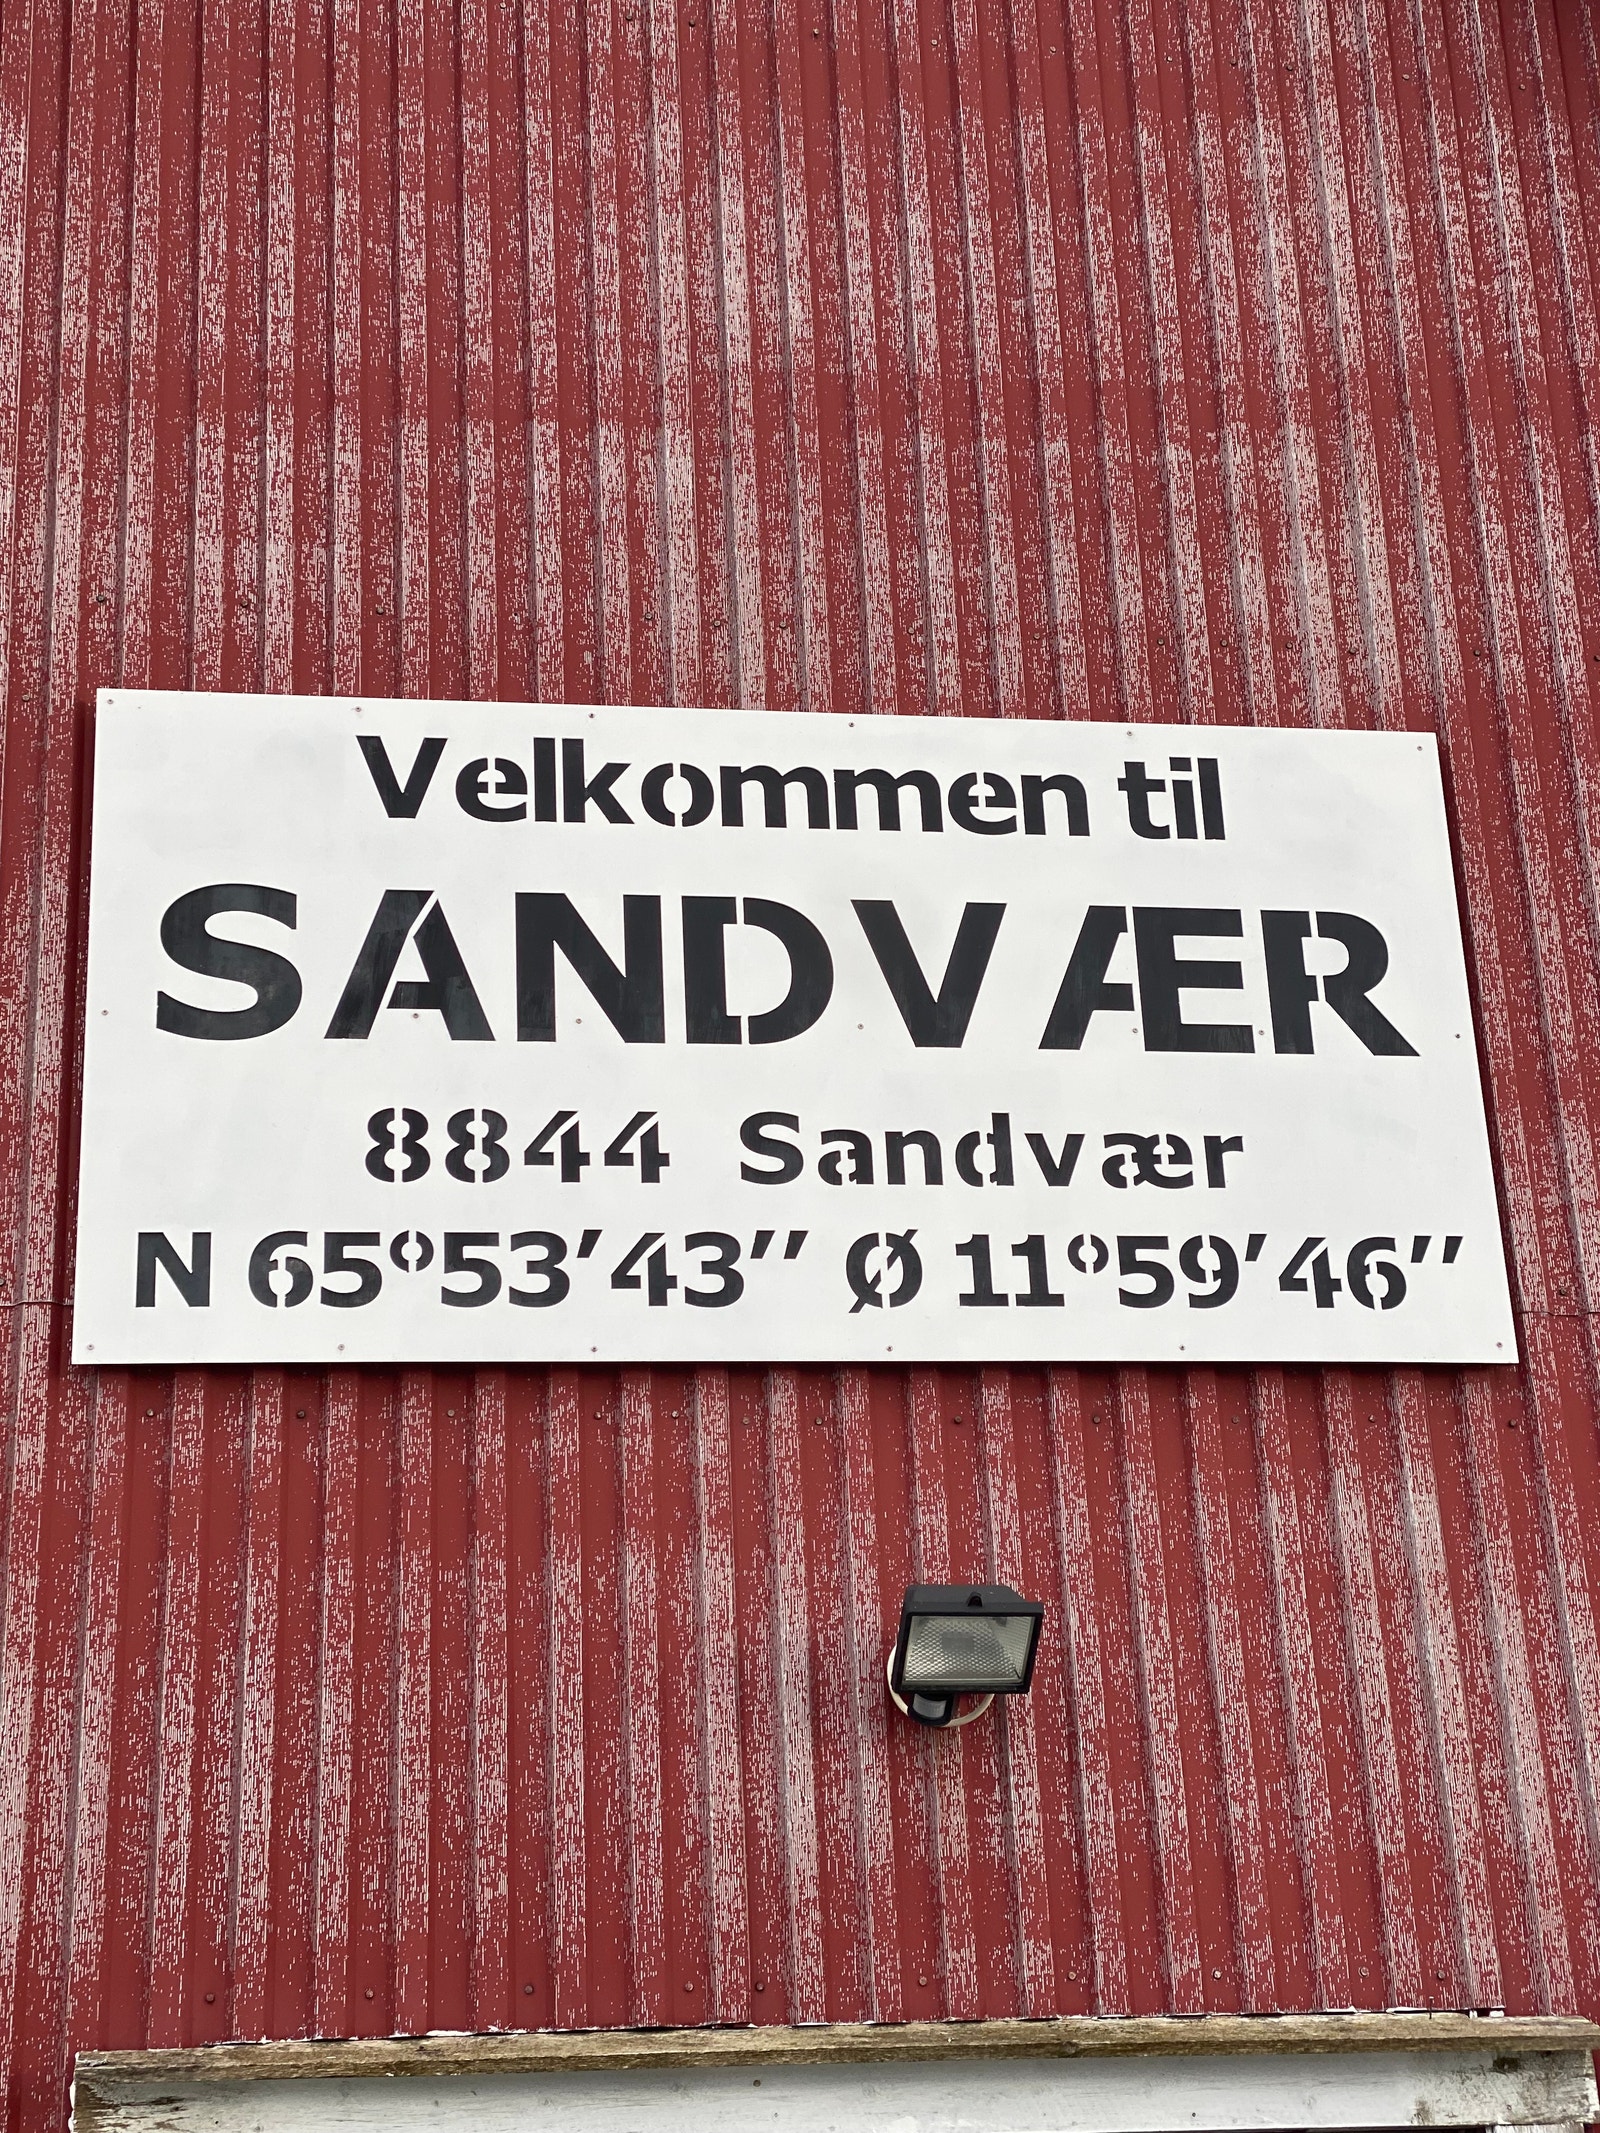 Velkommen til
SANDVÆR
8844 Sandvær
N 65°53′43″ Ø 11°59′46″